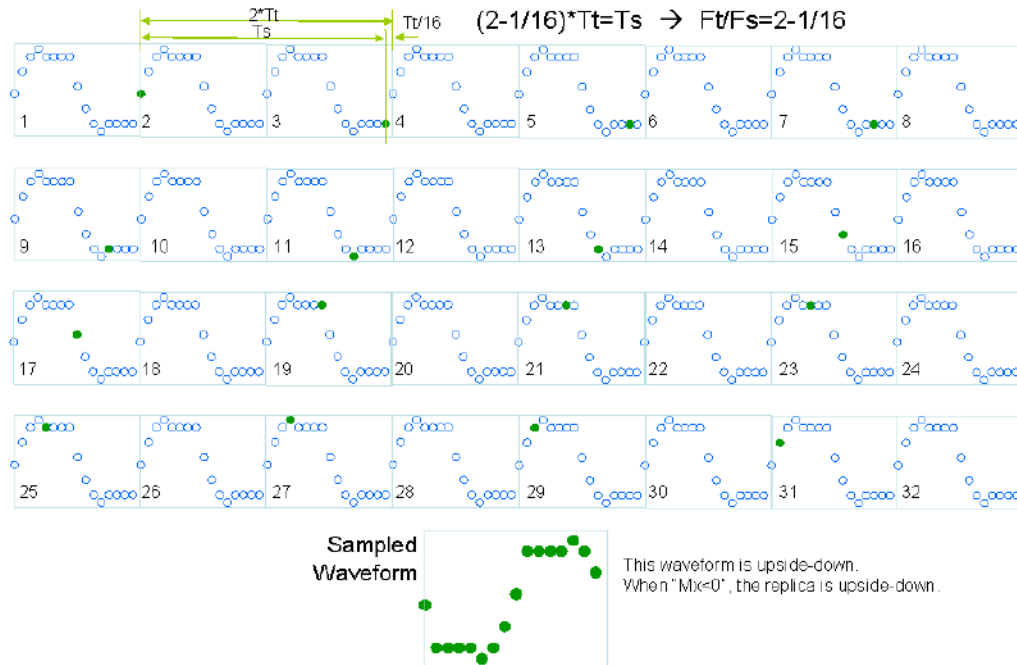 2*Tt
Ts
Tt/16
(2-1/16)*Tt=Ts → Ft/Fs=2-1/16
1 2 3 4 5 6 7 8
9 10 11 12 13 14 15 16
17 18 19 20 21 22 23 24
25 26 27 28 29 30 31 32
Sampled
Waveform
This waveform is upside-down.
When "Mx<0", the replica is upside-down.